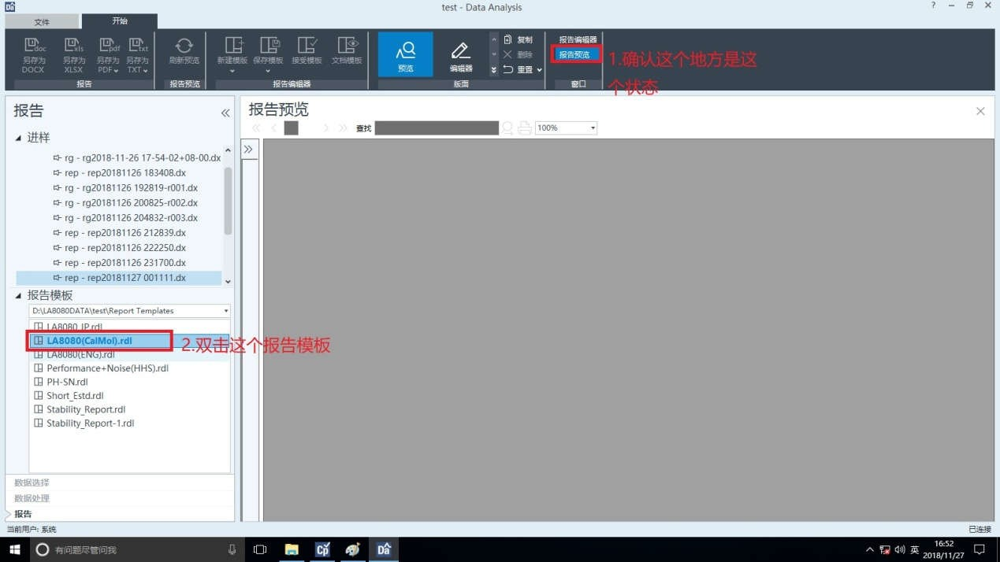 Da
test - Data Analysis
文件
开始
另存为 DOCX
另存为 XLSX
另存为 PDF
另存为 TXT
报告
刷新预览
报告预览
新建模版
保存模板
接受模板
文档模板
报告编辑器
预览
编辑器
复制
删除
重置
版面
报告编辑器
报告预览
窗口
1.确认这个地方是这
个状态
报告
进样
rg - rg2018-11-26 17-54-02+08-00.dx
rep - rep20181126 183408.dx
rg - rg20181126 192819-r001.dx
rg - rg20181126 200825-r002.dx
rg - rg20181126 204832-r003.dx
rep - rep20181126 212839.dx
rep - rep20181126 222250.dx
rep - rep20181126 231700.dx
rep - rep20181127 001111.dx
报告模板
D:\LA8080DATA\test\Report Templates
LA8080_JP.rdl
LA8080(CalMol).rdl
2.双击这个报告模板
LA8080(ENG).rdl
Performance+Noise(HHS).rdl
PH-SN.rdl
Short_Estd.rdl
Stability_Report.rdl
Stability_Report-1.rdl
数据选择
数据处理
报告
报告预览
查找
100%
当前用户: 系统
已连接
有问题尽管问我
Cp
Da
英
16:52
2018/11/27